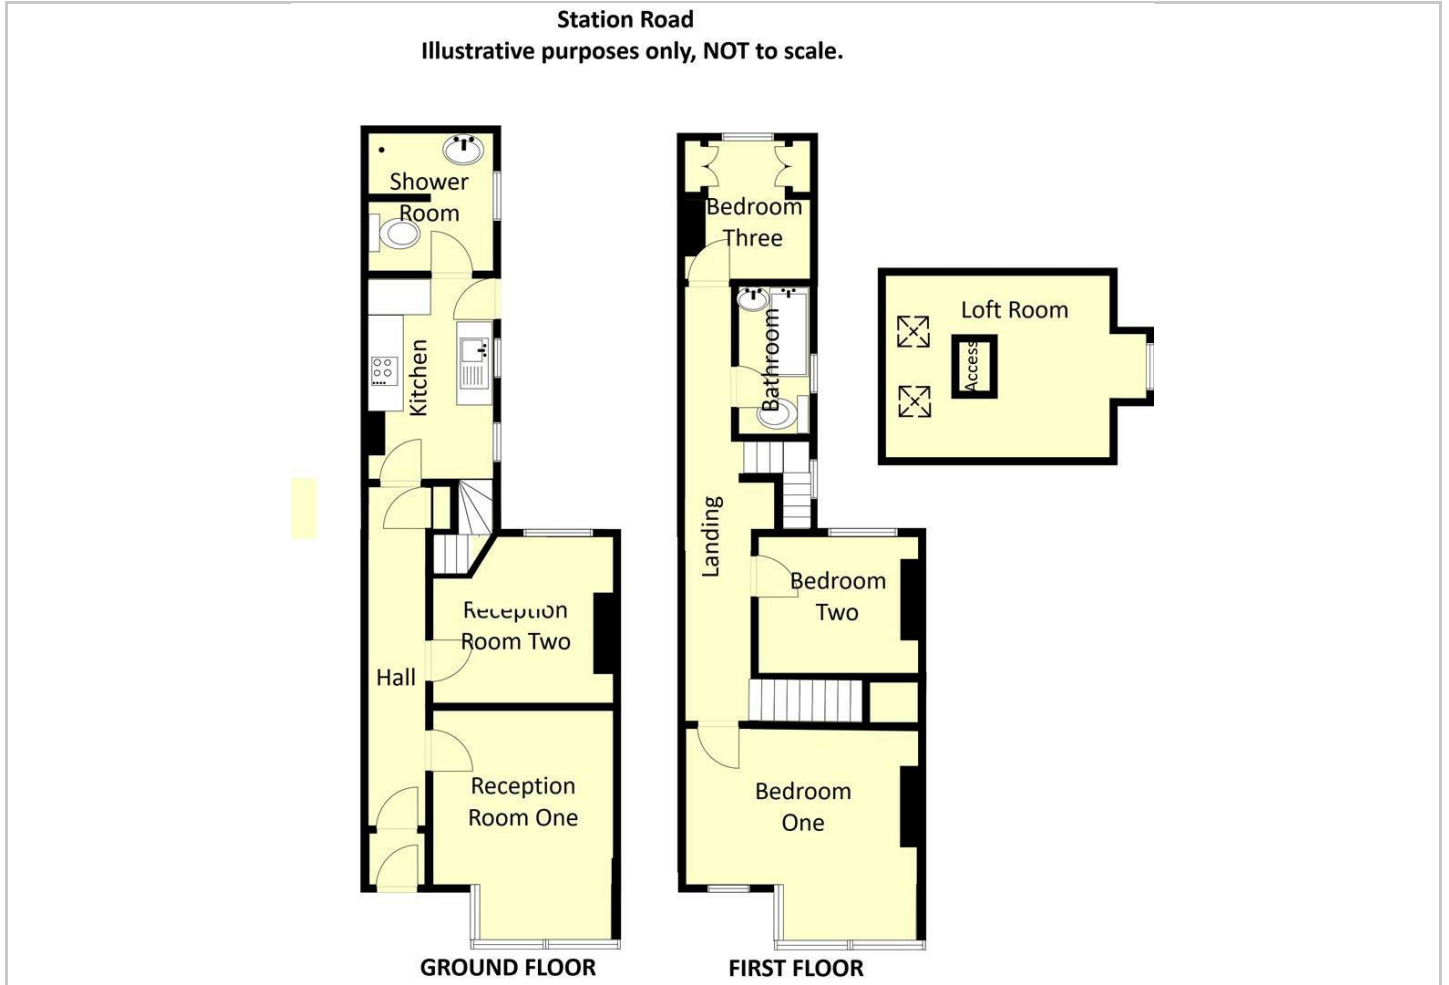 Station Road
Illustrative purposes only, NOT to scale.
Shower
Room
Kitchen
Hall
Reception
Room Two
Reception
Room One
GROUND FLOOR
Bedroom
Three
Bathroom
Landing
Bedroom
Two
Bedroom
One
FIRST FLOOR
Loft Room
Access